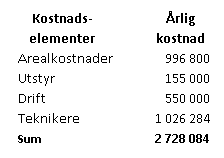 Kostnads- Årlig
elementer kostnad
Arealkostnader 996 800
Utstyr 155 000
Drift 550 000
Teknikere 1 026 284
Sum 2 728 084